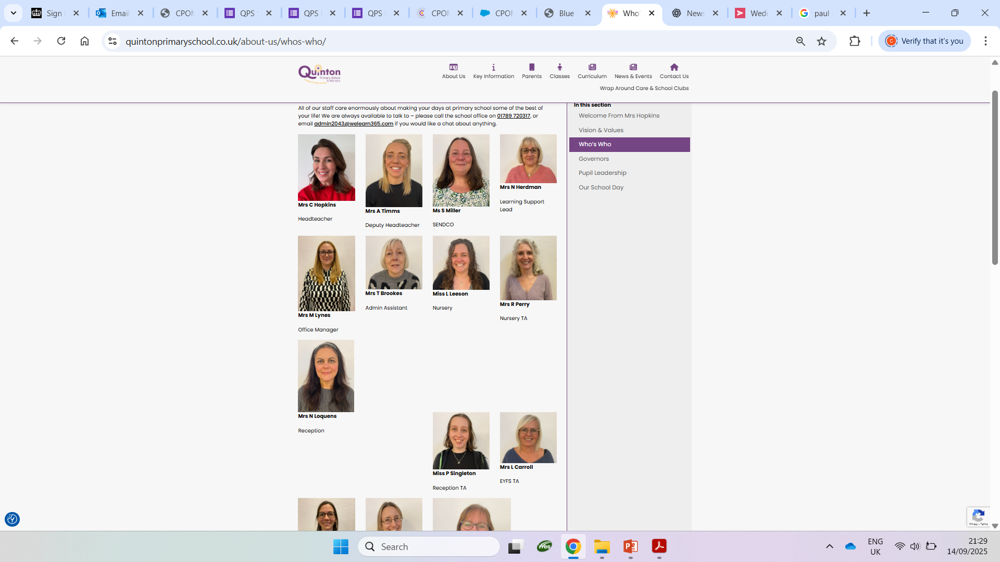 Sign
Email
CPOM
QPS S
QPS
QPS
CPOM
CPOM
Blue
Who'
News
Wedu
paul
quintonprimaryschool.co.uk/about-us/whos-who/
Verify that it's you
Quinton
Primary School
& Nursery
About Us
Key Information
Parents
Classes
Curriculum
News & Events
Contact Us
Wrap Around Care & School Clubs
All of our staff care enormously about making your days at primary school some of the best of
your life! We are always available to talk to – please call the school office on 01789 720317, or
email admin2043@welearn365.com if you would like a chat about anything.
In this section
Welcome From Mrs Hopkins
Vision & Values
Who's Who
Governors
Pupil Leadership
Our School Day
Mrs C Hopkins
Headteacher
Mrs A Timms
Deputy Headteacher
Ms S Miller
SENDCO
Mrs N Herdman
Learning Support
Lead
Mrs M Lynes
Office Manager
Mrs T Brookes
Admin Assistant
Miss L Leeson
Nursery
Mrs R Perry
Nursery TA
Mrs N Loquens
Reception
Miss P Singleton
Reception TA
Mrs L Carroll
EYFS TA
Privacy - Terms
Search
Wes
ENG
UK
21:29
14/09/2025